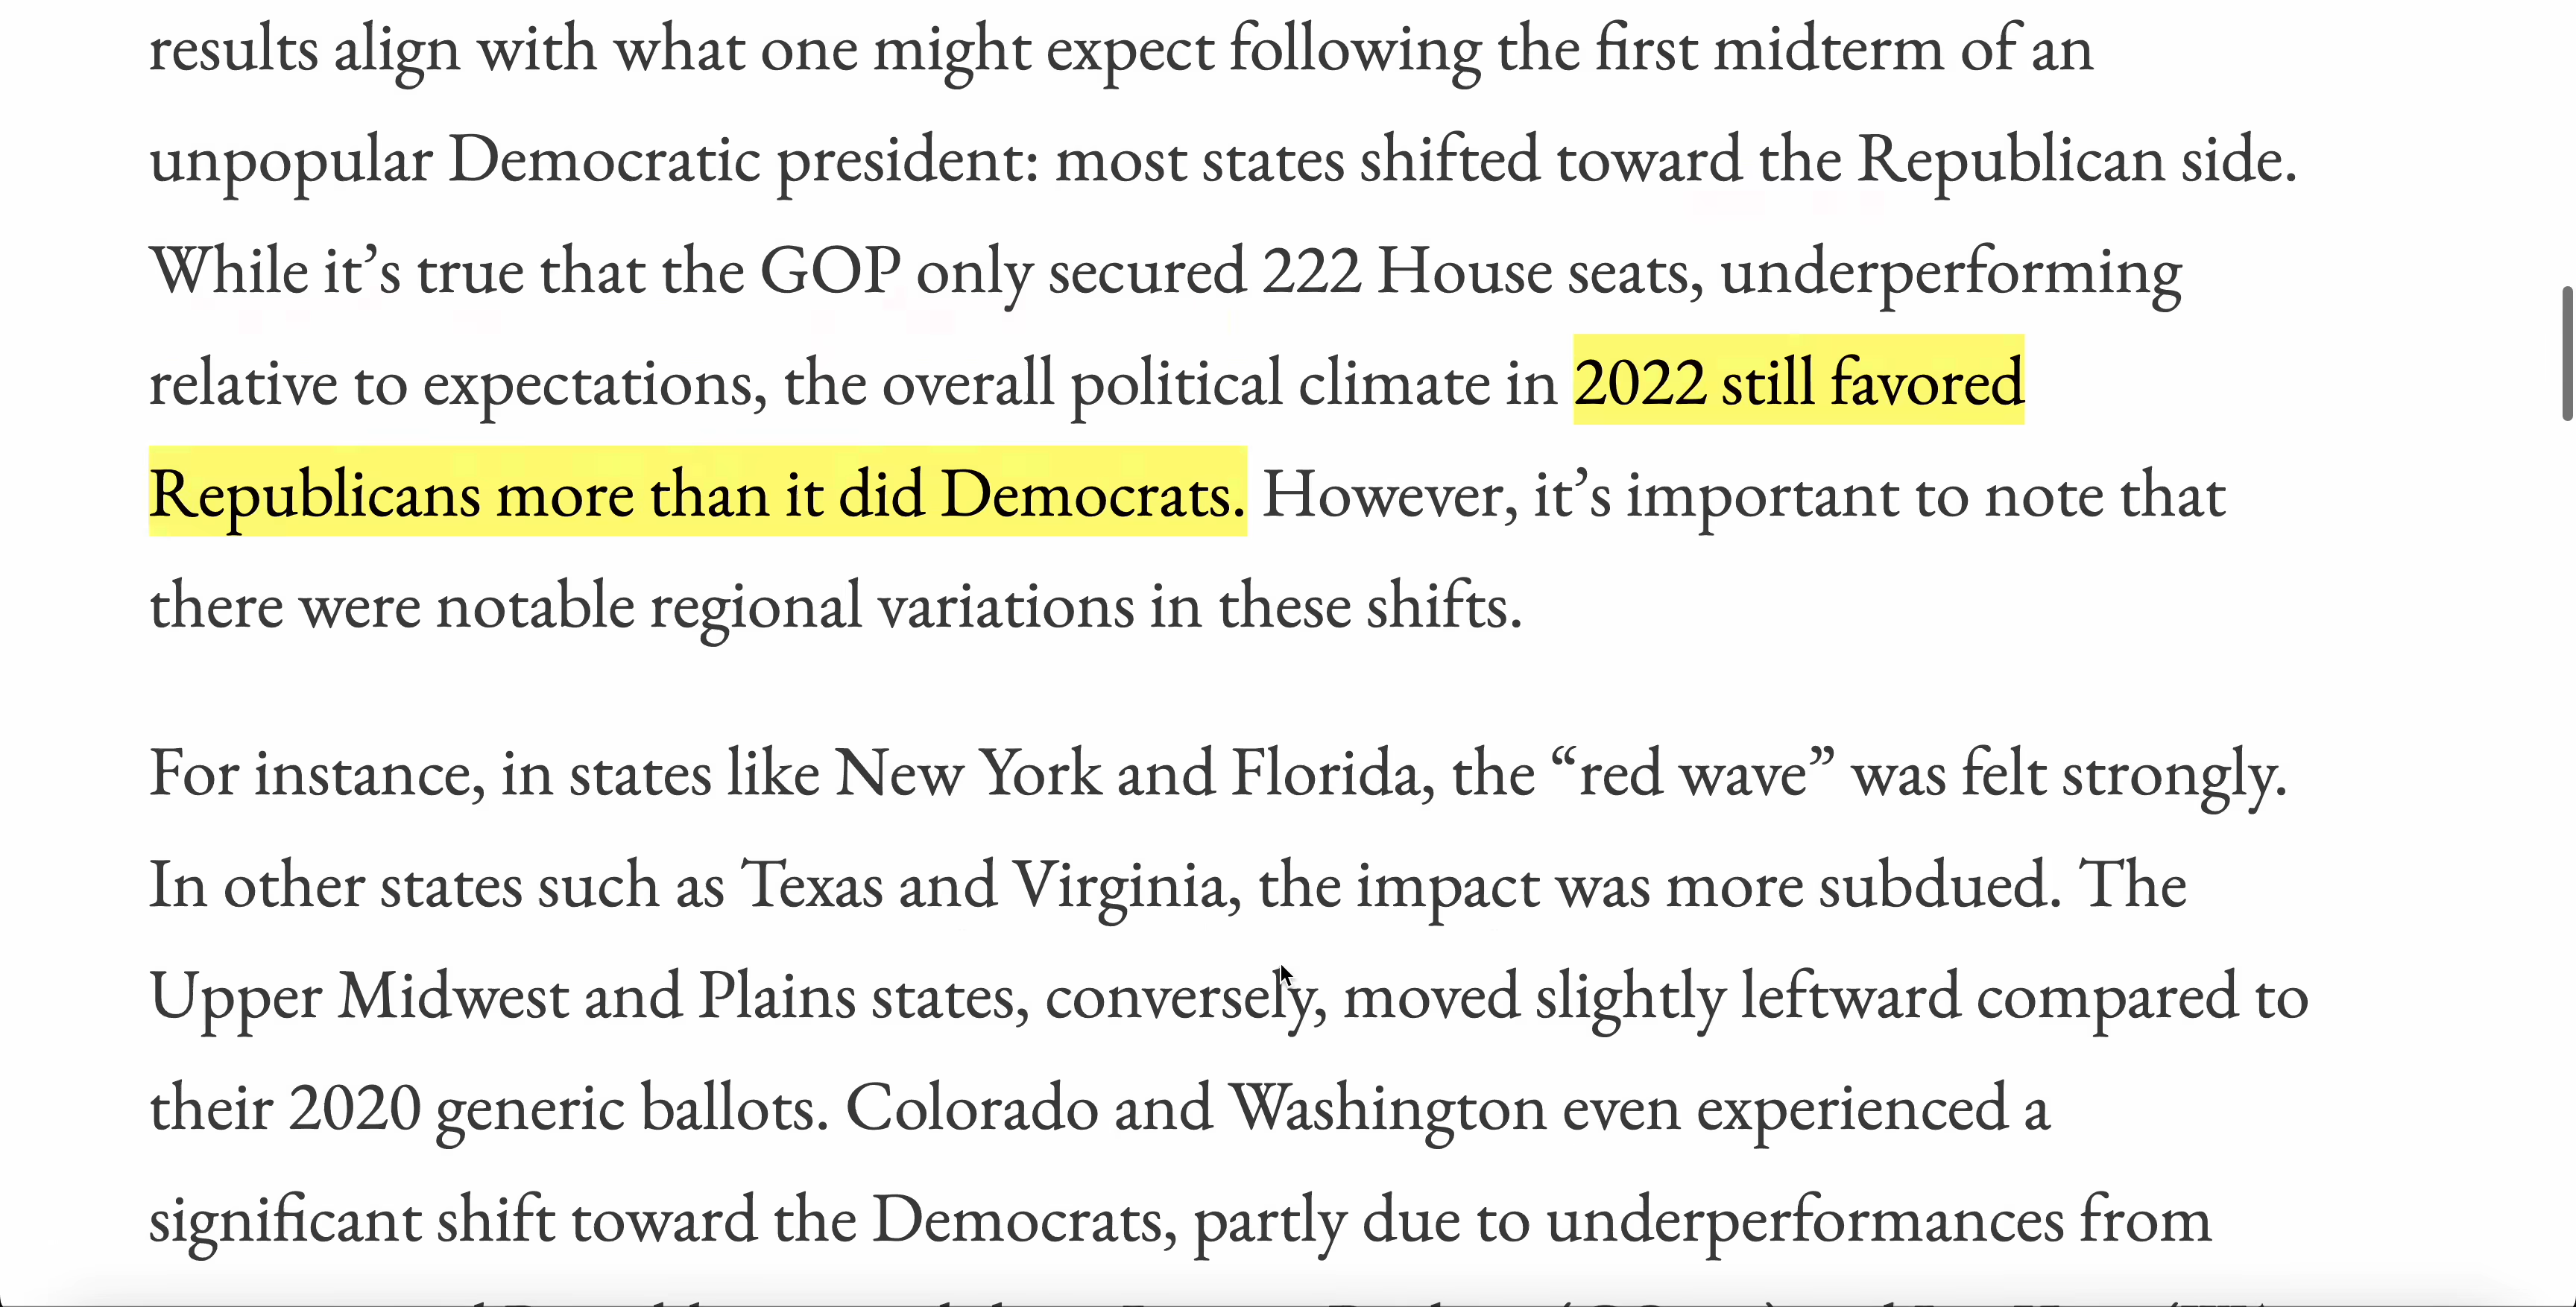 results align with what one might expect following the first midterm of an
unpopular Democratic president: most states shifted toward the Republican side.
While it’s true that the GOP only secured 222 House seats, underperforming
relative to expectations, the overall political climate in 2022 still favored
Republicans more than it did Democrats. However, it’s important to note that
there were notable regional variations in these shifts.
For instance, in states like New York and Florida, the “red wave” was felt strongly.
In other states such as Texas and Virginia, the impact was more subdued. The
Upper Midwest and Plains states, conversely, moved slightly leftward compared to
their 2020 generic ballots. Colorado and Washington even experienced a
significant shift toward the Democrats, partly due to underperformances from